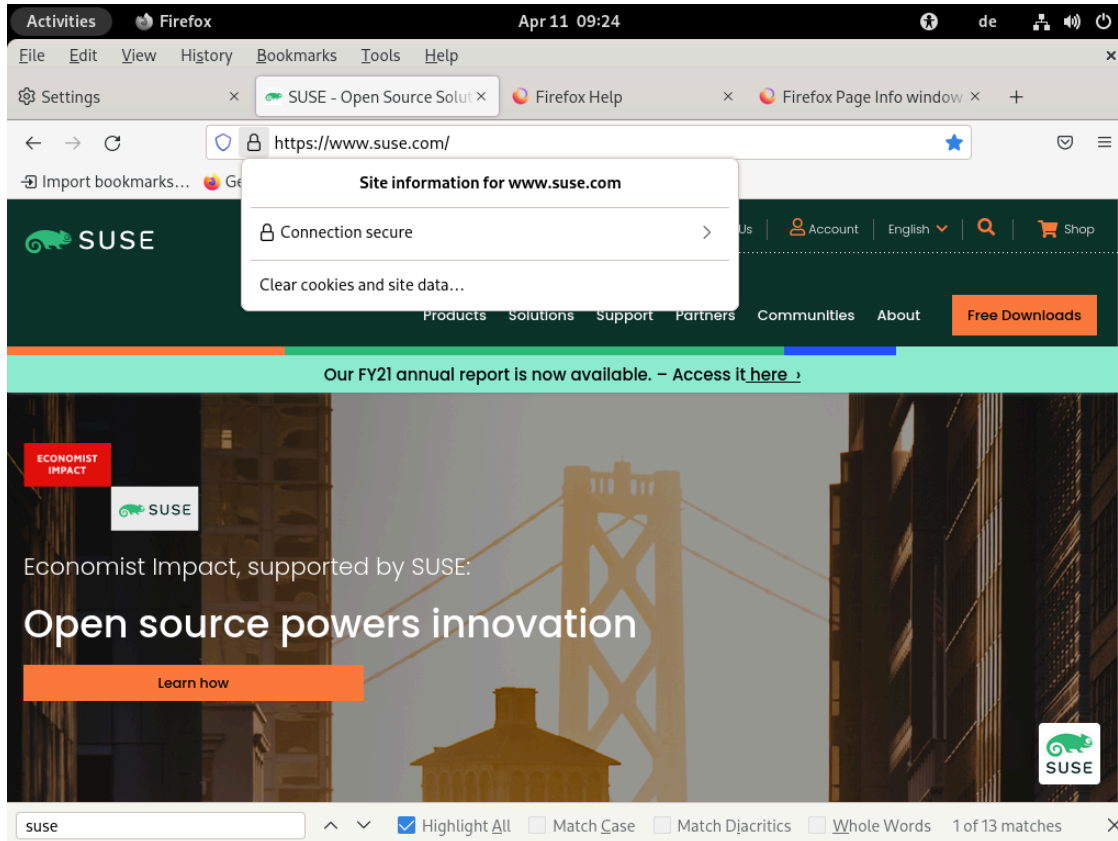 Activities Firefox Apr 11 09:24 de
File Edit View History Bookmarks Tools Help
Settings SUSE - Open Source Solut Firefox Help Firefox Page Info window
https://www.suse.com/
Import bookmarks… Ge
Site information for www.suse.com
Connection secure
Clear cookies and site data…
SUSE Us Account English Shop
Products Solutions Support Partners Communities About Free Downloads
Our FY21 annual report is now available. – Access it here ›
ECONOMIST
IMPACT
SUSE
Economist Impact, supported by SUSE:
Open source powers innovation
Learn how
SUSE
suse Highlight All Match Case Match Diacritics Whole Words 1 of 13 matches